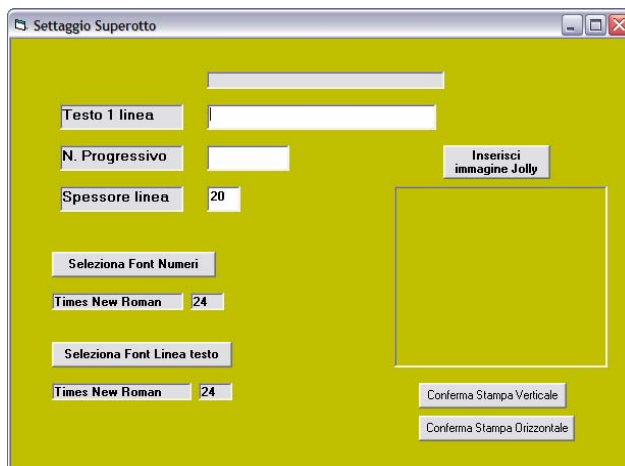 Settaggio Superotto
Testo 1 linea
N. Progressivo
Inserisci
immagine Jolly
Spessore linea
20
Seleziona Font Numeri
Times New Roman
24
Seleziona Font Linea testo
Times New Roman
24
Conferma Stampa Verticale
Conferma Stampa Orizzontale